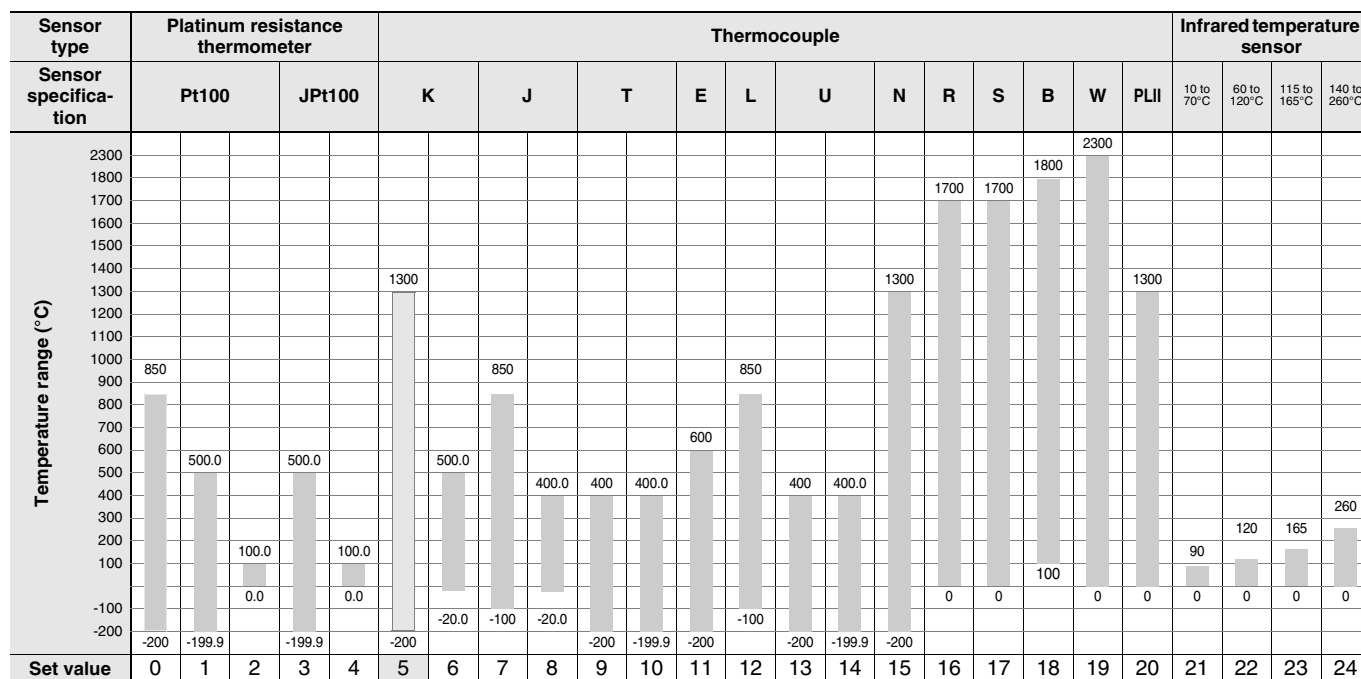 Sensor type Platinum resistance thermometer Thermocouple Infrared temperature sensor
Sensor specifica-tion Pt100 JPt100 K J T E L U N R S B W PLII 10 to 70°C 60 to 120°C 115 to 165°C 140 to 260°C
Temperature range (°C)
2300
2300 1800
1800 1700 1700
1700
1600
1500
1400
1300 1300 1300
1300
1200
1100
1000
850 850 850
900
800
700
600
600
500.0 500.0 500.0
500
400.0 400 400.0 400 400.0
400
300 260
200 120 165
100.0 100.0 90
100 100
0.0 0.0 0 0 0 0 0 0 0 0
-100 -20.0 -100 -20.0 -100
-200
-200 -199.9 -199.9 -200 -200 -199.9 -200 -200 -199.9 -200
Set value 0 1 2 3 4 5 6 7 8 9 10 11 12 13 14 15 16 17 18 19 20 21 22 23 24